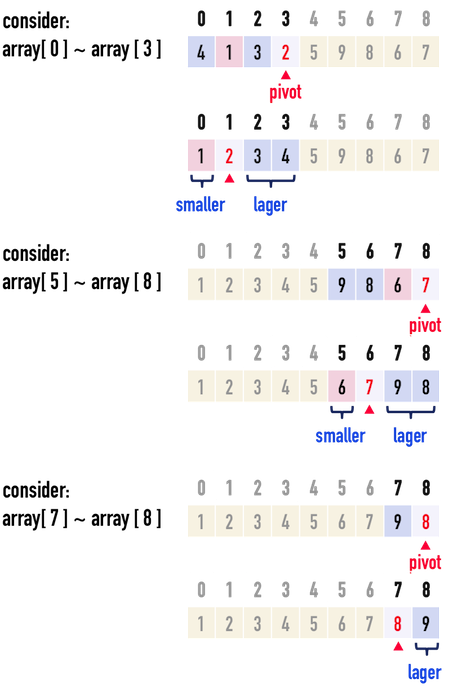 consider:
array[ 0 ] ~ array [ 3 ]
0 1 2 3 4 5 6 7 8
4 1 3 2 5 9 8 6 7
pivot
0 1 2 3 4 5 6 7 8
1 2 3 4 5 9 8 6 7
smaller lager
consider:
array[ 5 ] ~ array [ 8 ]
0 1 2 3 4 5 6 7 8
1 2 3 4 5 9 8 6 7
pivot
0 1 2 3 4 5 6 7 8
1 2 3 4 5 6 7 9 8
smaller lager
consider:
array[ 7 ] ~ array [ 8 ]
0 1 2 3 4 5 6 7 8
1 2 3 4 5 6 7 9 8
pivot
0 1 2 3 4 5 6 7 8
1 2 3 4 5 6 7 8 9
lager